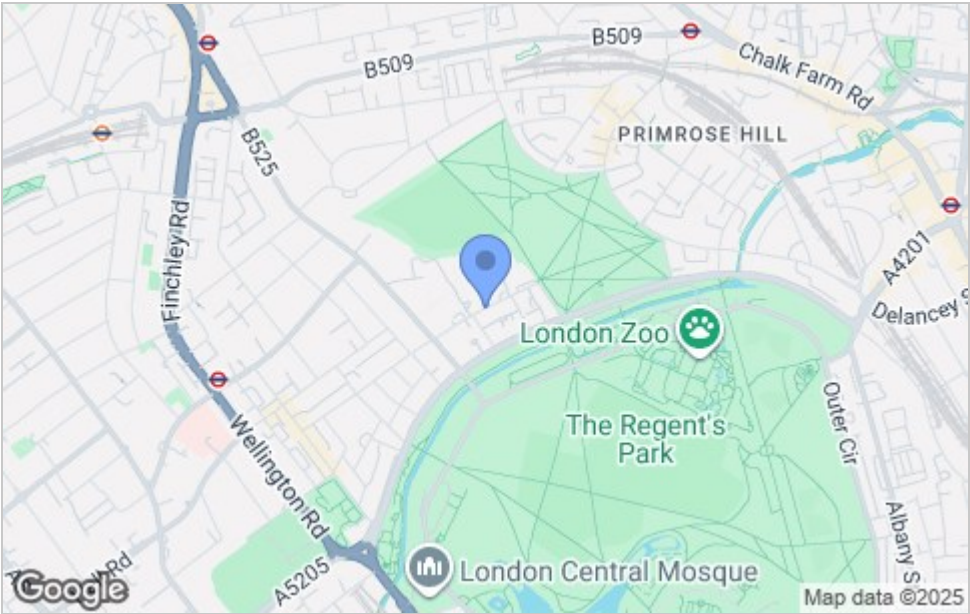 B509
B509
Chalk Farm Rd
PRIMROSE HILL
B525
Finchley Rd
A4201
Delancey S
London Zoo
The Regent's
Park
Outer Cir
Wellington Rd
Albany S
A5205
Rd
London Central Mosque
Google
Map data ©2025